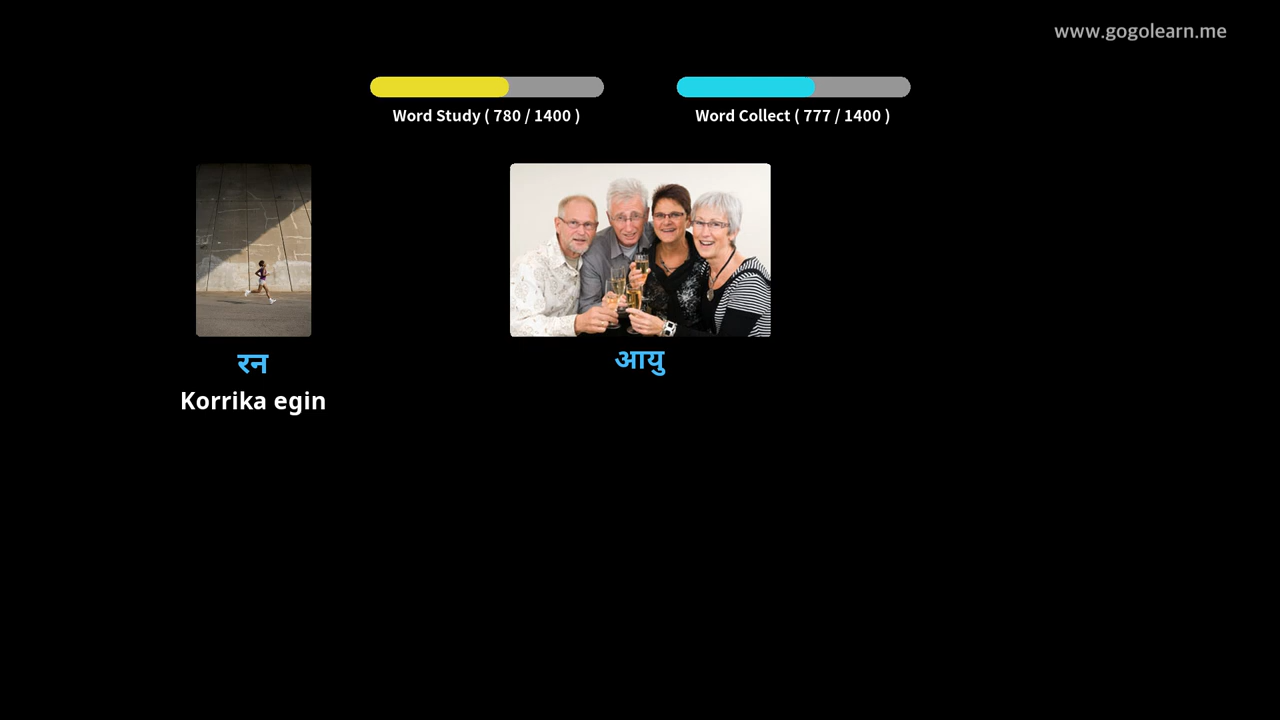 www.gogolearn.me
Word Study ( 780 / 1400 )
Word Collect ( 777 / 1400 )
रन
Korrika egin
आयु